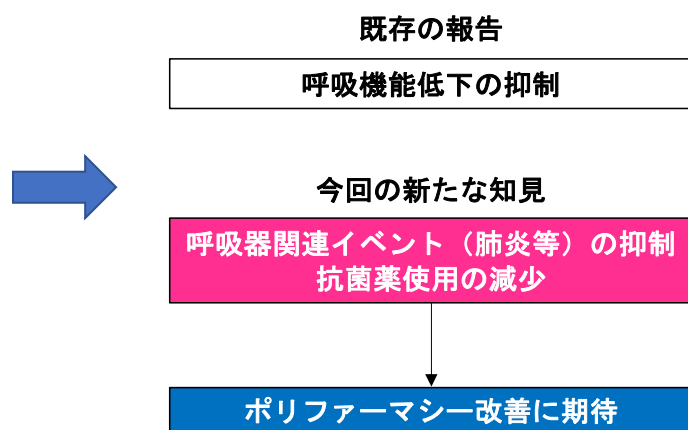 既存の報告
呼吸機能低下の抑制
今回の新たな知見
呼吸器関連イベント（肺炎等）の抑制
抗菌薬使用の減少
ポリファーマシー改善に期待